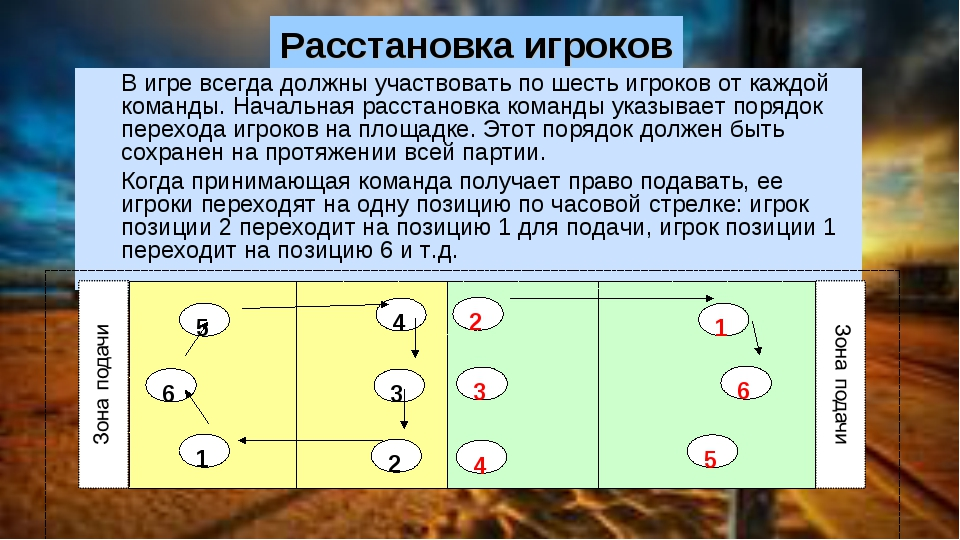 Расстановка игроков
В игре всегда должны участвовать по шесть игроков от каждой
команды. Начальная расстановка команды указывает порядок
перехода игроков на площадке. Этот порядок должен быть
сохранен на протяжении всей партии.
Когда принимающая команда получает право подавать, ее
игроки переходят на одну позицию по часовой стрелке: игрок
позиции 2 переходит на позицию 1 для подачи, игрок позиции 1
переходит на позицию 6 и т.д.
Зона подачи
5 4 2 1
6 3 3 6
1 2 4 5
Зона подачи